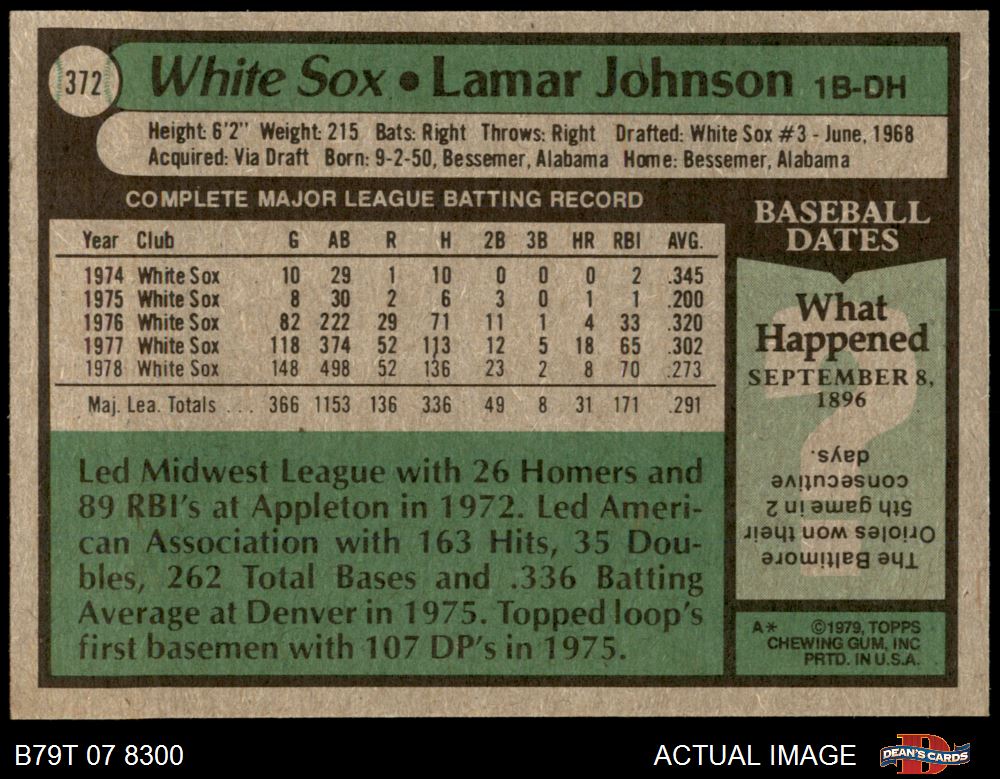 372
White Sox • Lamar Johnson 1B-DH
Height: 6'2" Weight: 215 Bats: Right Throws: Right Drafted: White Sox #3 - June, 1968
Acquired: Via Draft Born: 9-2-50, Bessemer, Alabama Home: Bessemer, Alabama
COMPLETE MAJOR LEAGUE BATTING RECORD
Year Club G AB R H 2B 3B HR RBI AVG.
1974 White Sox 10 29 1 10 0 0 0 2 .345
1975 White Sox 8 30 2 6 3 0 1 1 .200
1976 White Sox 82 222 29 71 11 1 4 33 .320
1977 White Sox 118 374 52 113 12 5 18 65 .302
1978 White Sox 148 498 52 136 23 2 8 70 .273
Maj. Lea. Totals ... 366 1153 136 336 49 8 31 171 .291
Led Midwest League with 26 Homers and
89 RBI's at Appleton in 1972. Led Ameri-
can Association with 163 Hits, 35 Dou-
bles, 262 Total Bases and .336 Batting
Average at Denver in 1975. Topped loop's
first basemen with 107 DP's in 1975.
BASEBALL
DATES
What
Happened
SEPTEMBER 8,
1896
?
The Baltimore
Orioles won their
5th game in 2
consecutive
days.
A* ©1979, TOPPS
CHEWING GUM, INC
PRTD. IN U.S.A.
B79T 07 8300
ACTUAL IMAGE
D
DEAN'S CARDS